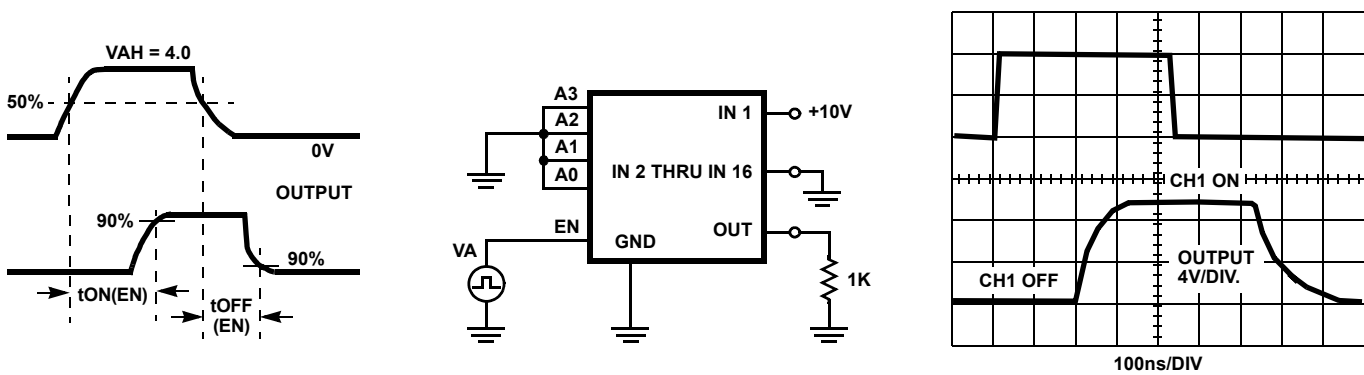 VAH = 4.0
50%
0V
OUTPUT
90%
90%
tON(EN)
tOFF
(EN)
A3
A2
A1
A0
EN
VA
IN 1
+10V
IN 2 THRU IN 16
OUT
GND
1K
CH1 ON
CH1 OFF
OUTPUT
4V/DIV.
100ns/DIV